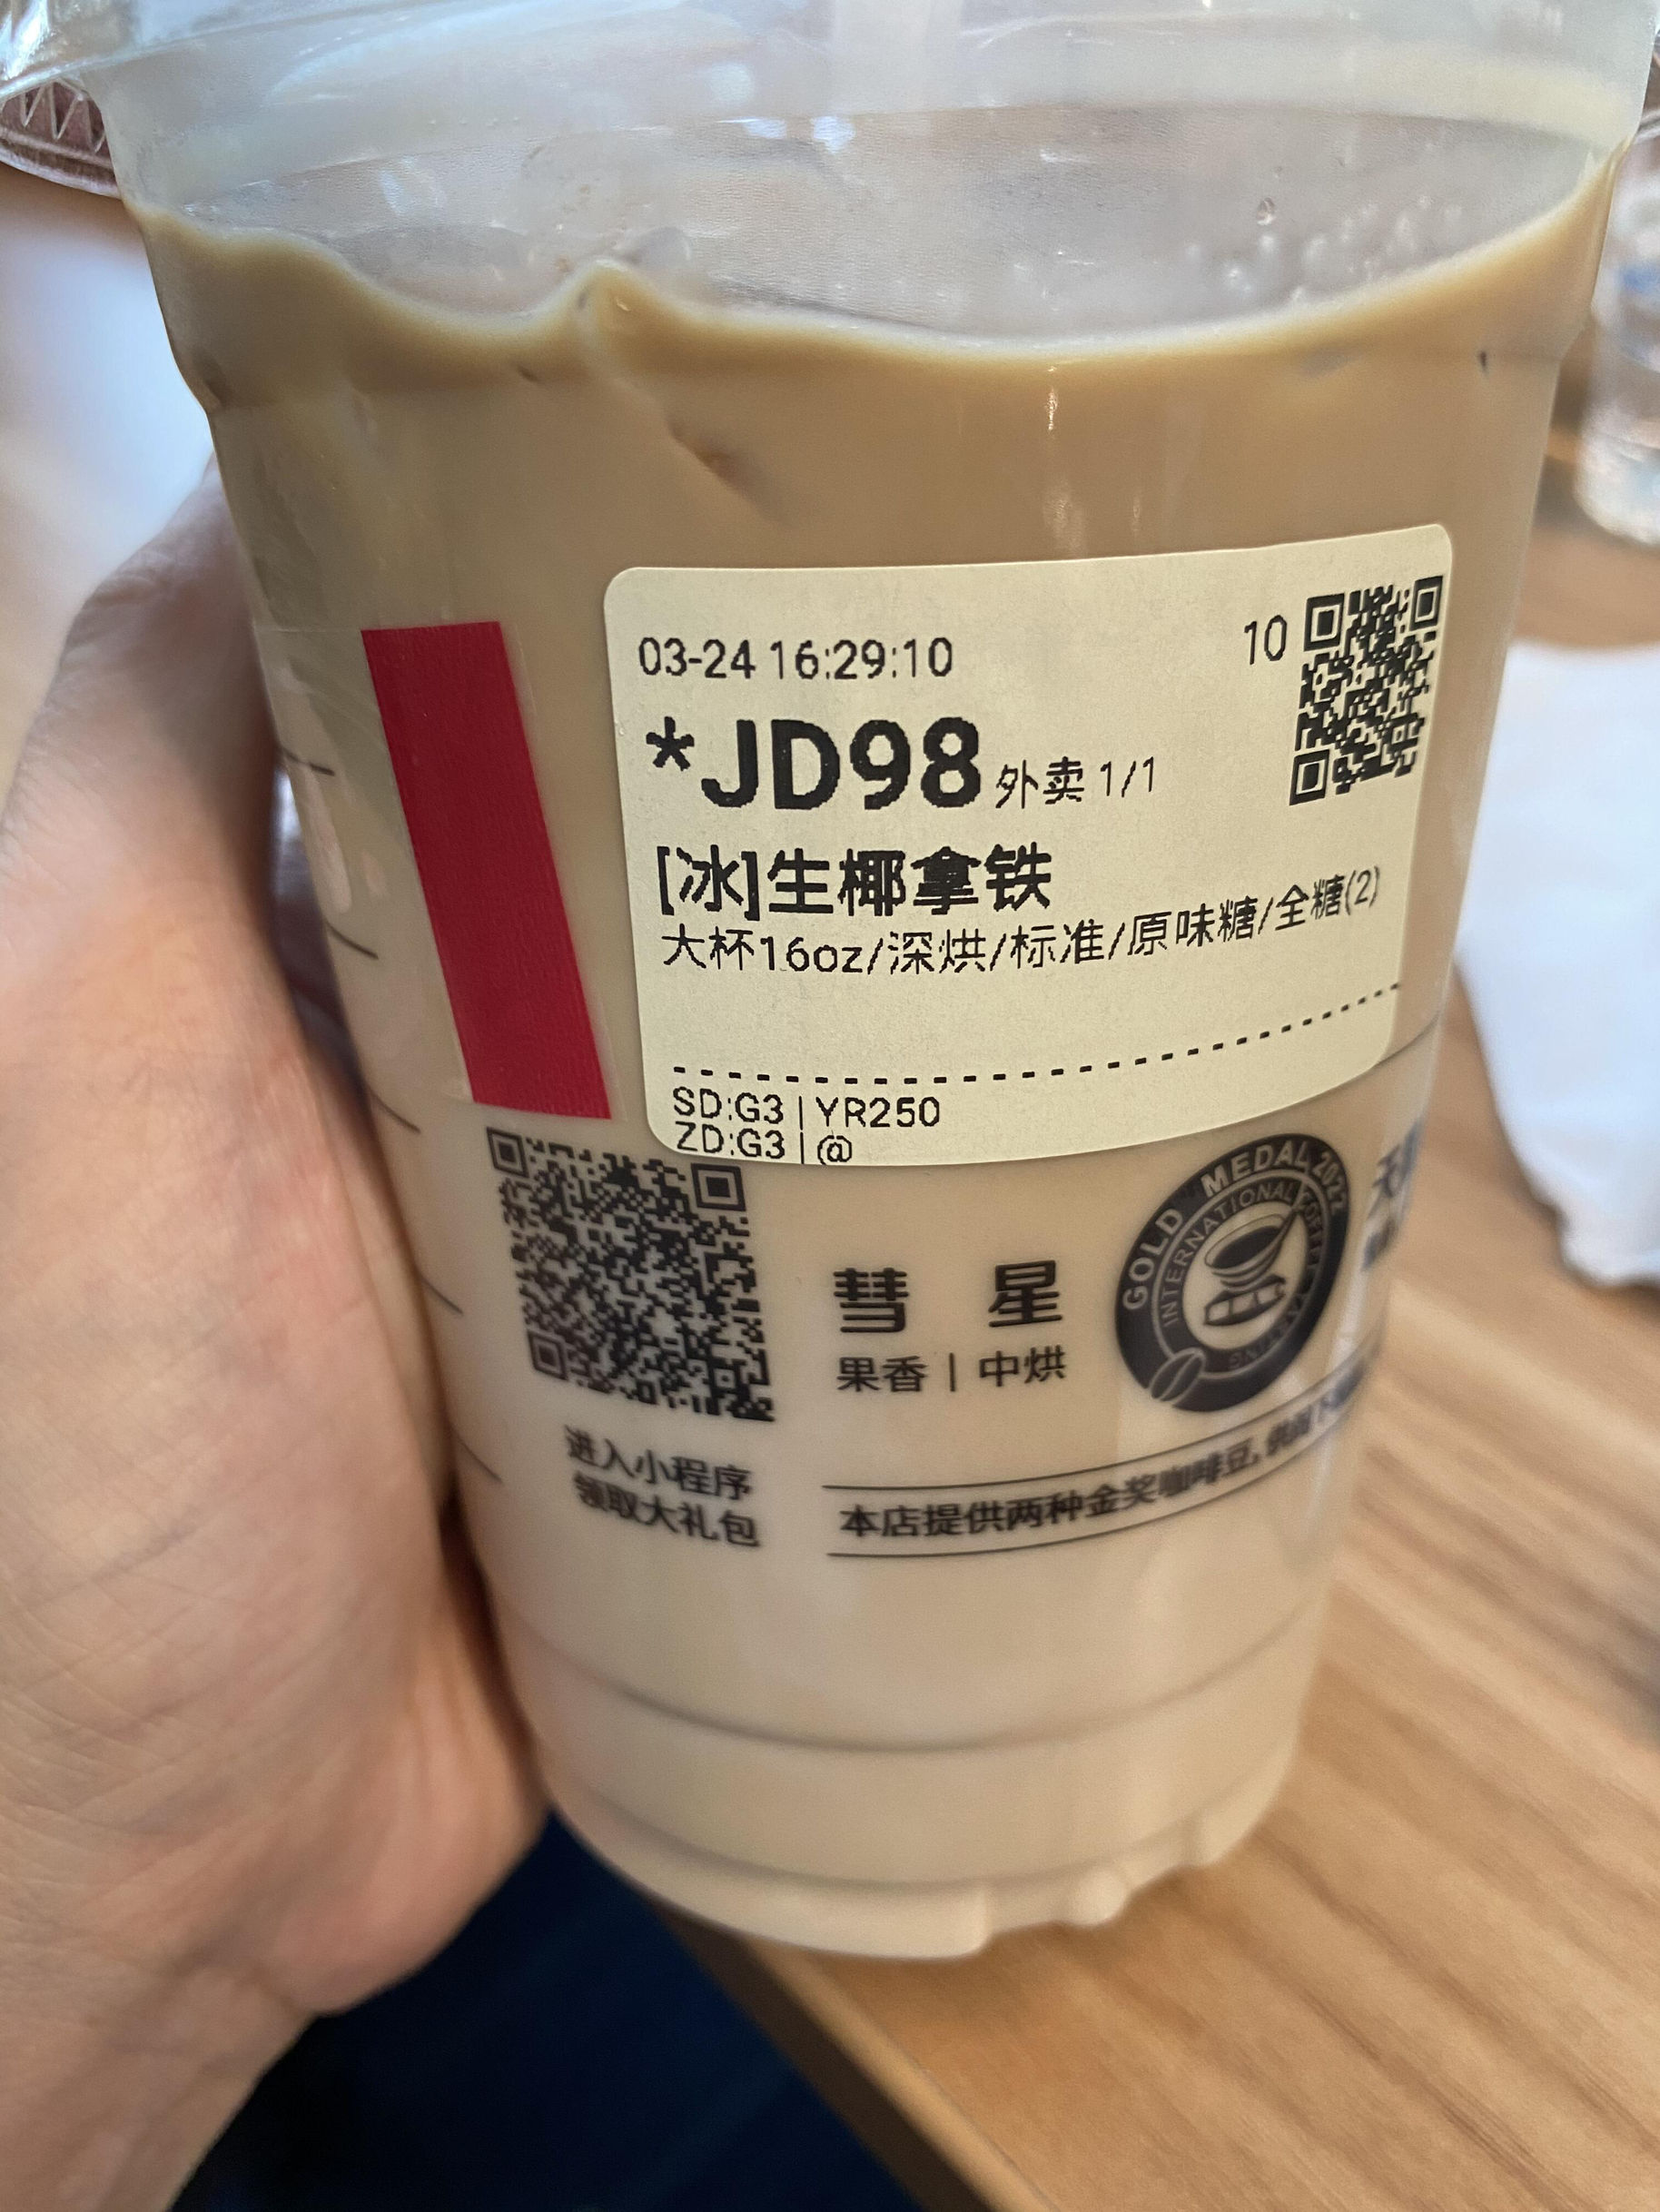 03-24 16:29:10
10
*JD98 外卖 1/1
[冰]生椰拿铁
大杯16oz/深烘/标准/原味糖/全糖(2)
SD:G3 | YR250
ZD:G3 | @
GOLD MEDAL 2022
INTERNATIONAL COFFEE TASTING
彗 星
果香 | 中烘
进入小程序
领取大礼包
本店提供两种金奖咖啡豆,